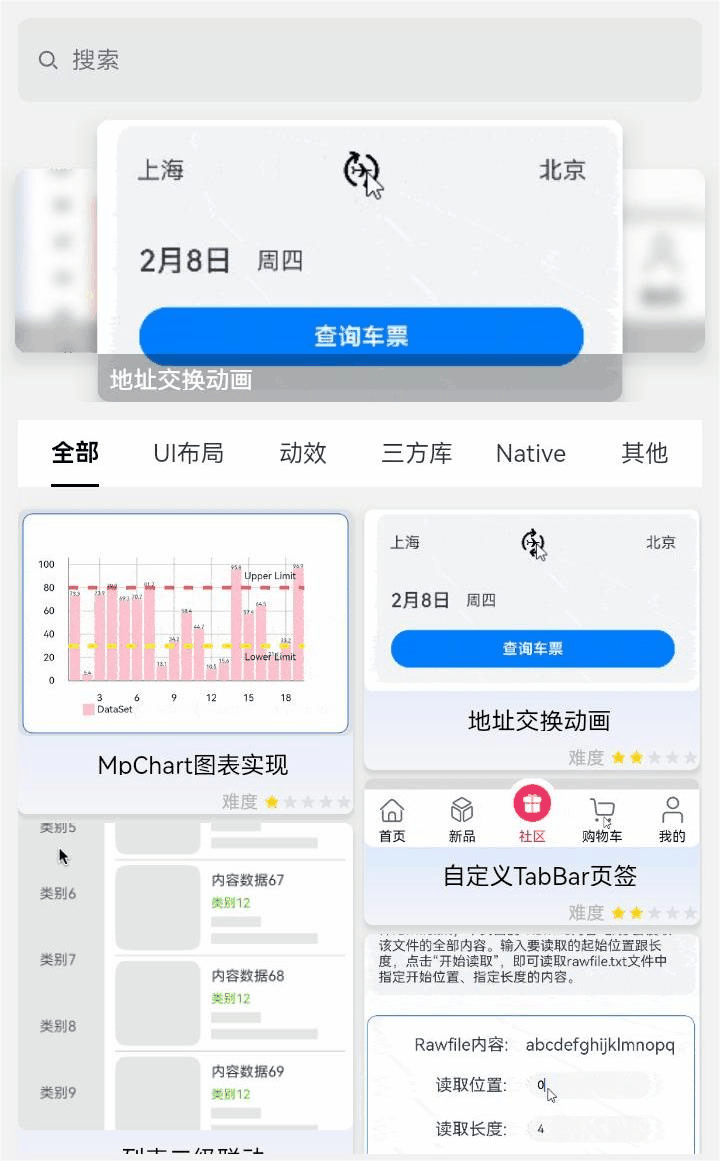 搜索
上海
北京
2月8日 周四
查询车票
地址交换动画
全部 UI布局 动效 三方库 Native 其他
100
80
60
40
20
0
Upper Limit
Lower Limit
3 6 9 12 15 18
DataSet
MpChart图表实现
难度
上海 北京
2月8日 周四
查询车票
地址交换动画
难度
首页 新品 社区 购物车 我的
自定义TabBar页签
难度
类别5
类别6
类别7
类别8
类别9
内容数据67
类别12
内容数据68
类别12
内容数据69
类别12
该文件的全部内容。输入要读取的起始位置跟长
度，点击“开始读取”，即可读取rawfile.txt文件中
指定开始位置、指定长度的内容。
Rawfile内容: abcdefghijklmnopq
读取位置: 0
读取长度: 4